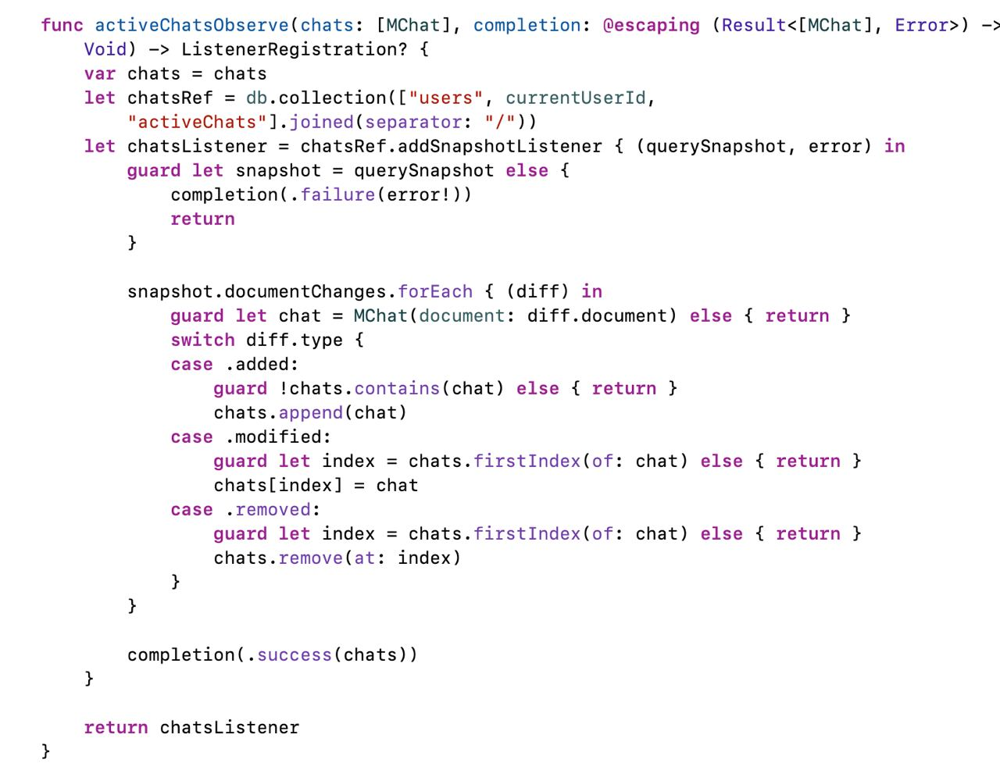 func activeChatsObserve(chats: [MChat], completion: @escaping (Result<[MChat], Error>) ->
Void) -> ListenerRegistration? {
var chats = chats
let chatsRef = db.collection(["users", currentUserId,
"activeChats"].joined(separator: "/"))
let chatsListener = chatsRef.addSnapshotListener { (querySnapshot, error) in
guard let snapshot = querySnapshot else {
completion(.failure(error!))
return
}
snapshot.documentChanges.forEach { (diff) in
guard let chat = MChat(document: diff.document) else { return }
switch diff.type {
case .added:
guard !chats.contains(chat) else { return }
chats.append(chat)
case .modified:
guard let index = chats.firstIndex(of: chat) else { return }
chats[index] = chat
case .removed:
guard let index = chats.firstIndex(of: chat) else { return }
chats.remove(at: index)
}
}
completion(.success(chats))
}
return chatsListener
}